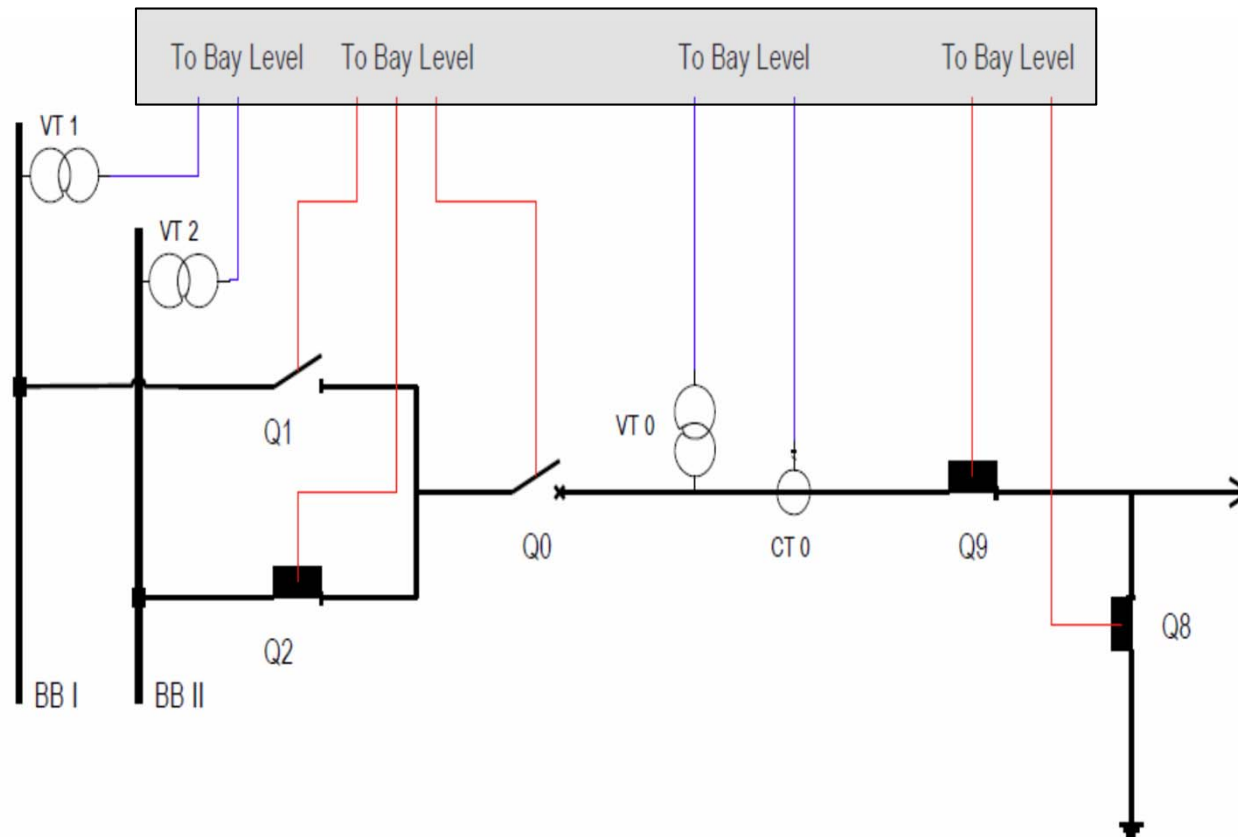 To Bay Level
To Bay Level
To Bay Level
To Bay Level
VT 1
VT 2
Q1
VT 0
Q0
CT 0
Q9
Q2
Q8
BB I
BB II